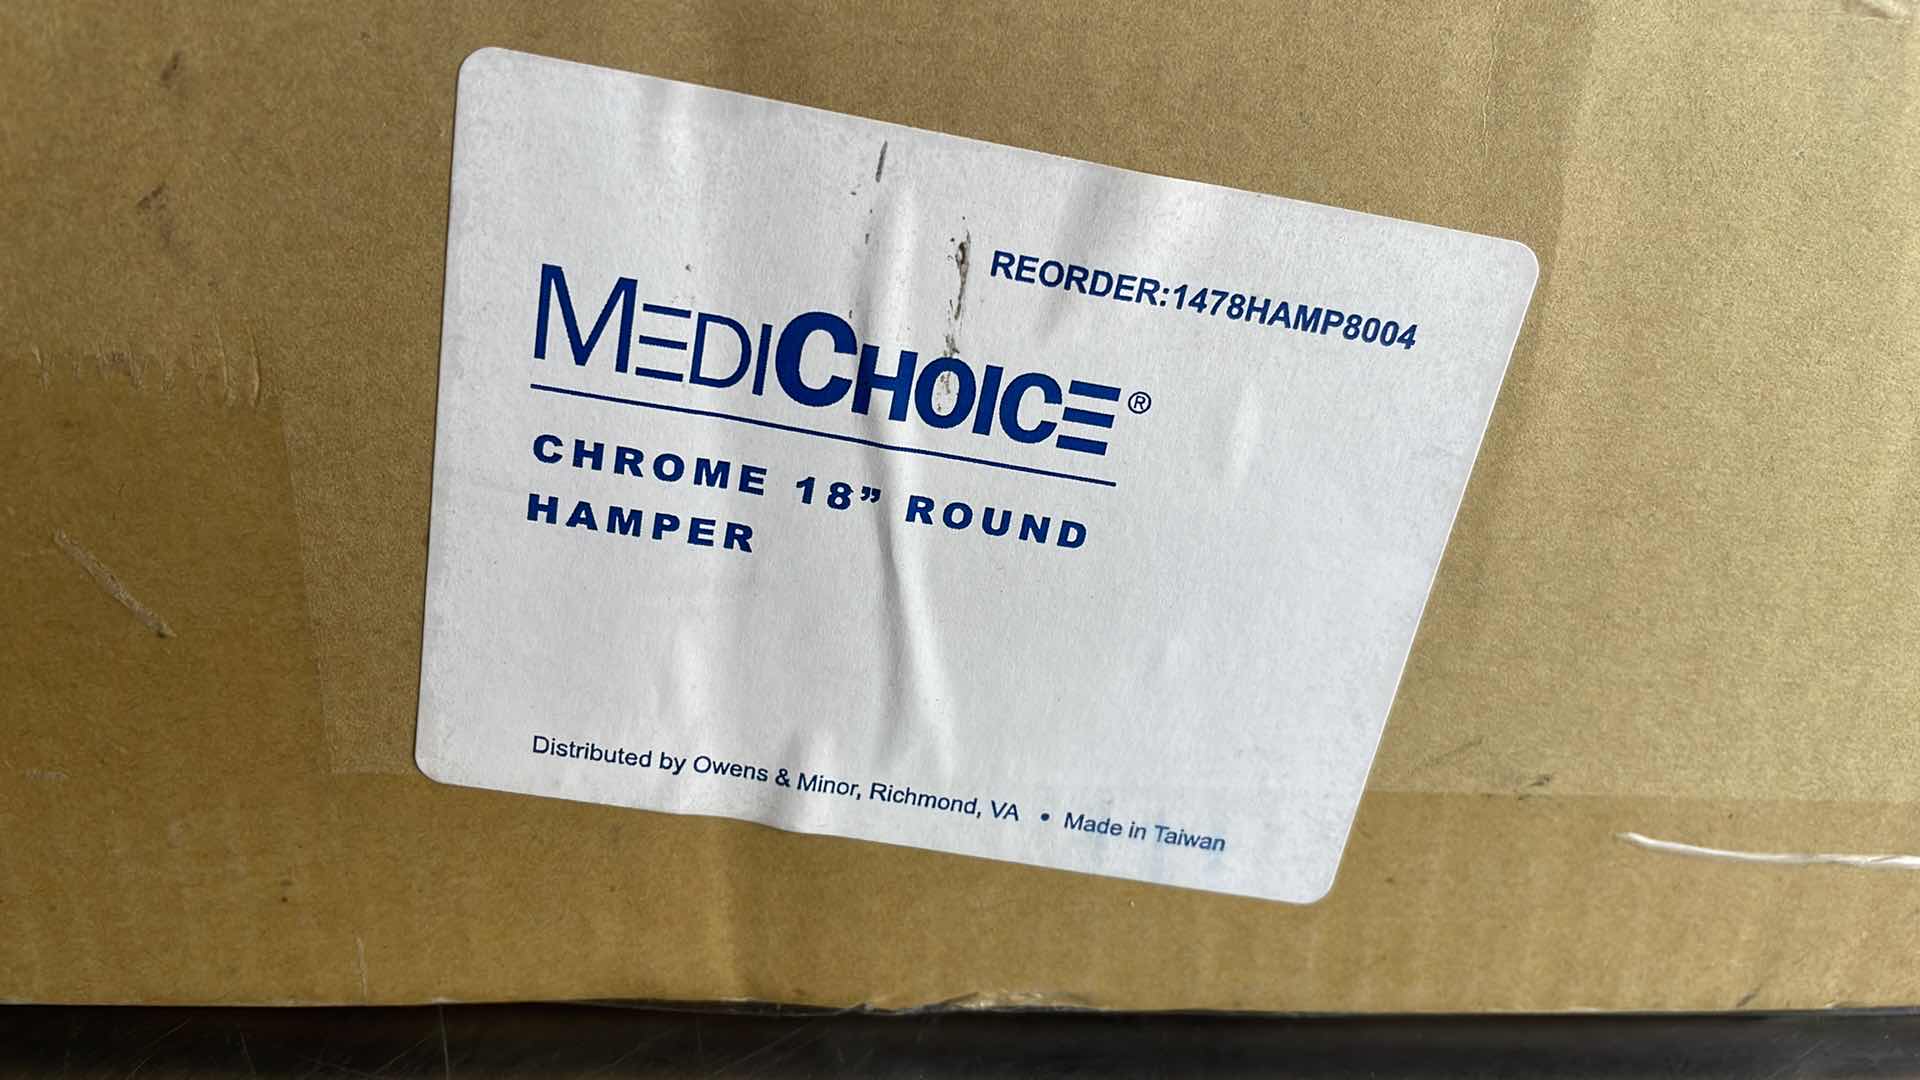 REORDER:1478HAMP8004
MEDICHOICE®
CHROME 18” ROUND
HAMPER
Distributed by Owens & Minor, Richmond, VA • Made in Taiwan